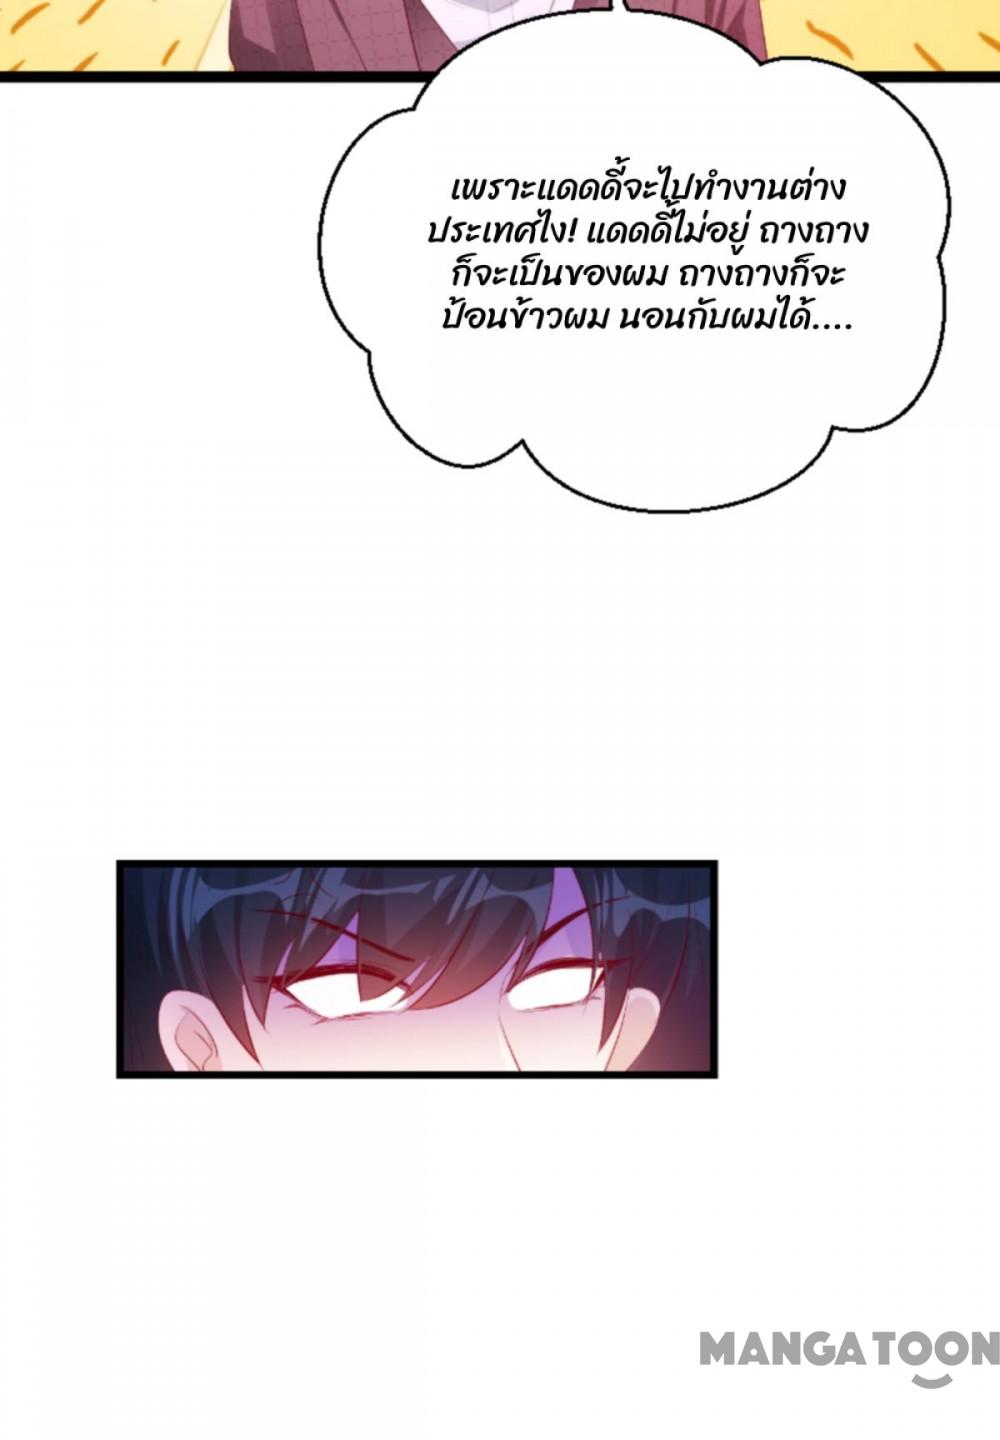 เพราะแดดดี้จะไปทำงานต่าง
ประเทศไง! แดดดี้ไม่อยู่ ถางถาง
ก็จะเป็นของผม ถางถางก็จะ
ป้อนข้าวผม นอนกับผมได้....
MANGATOON